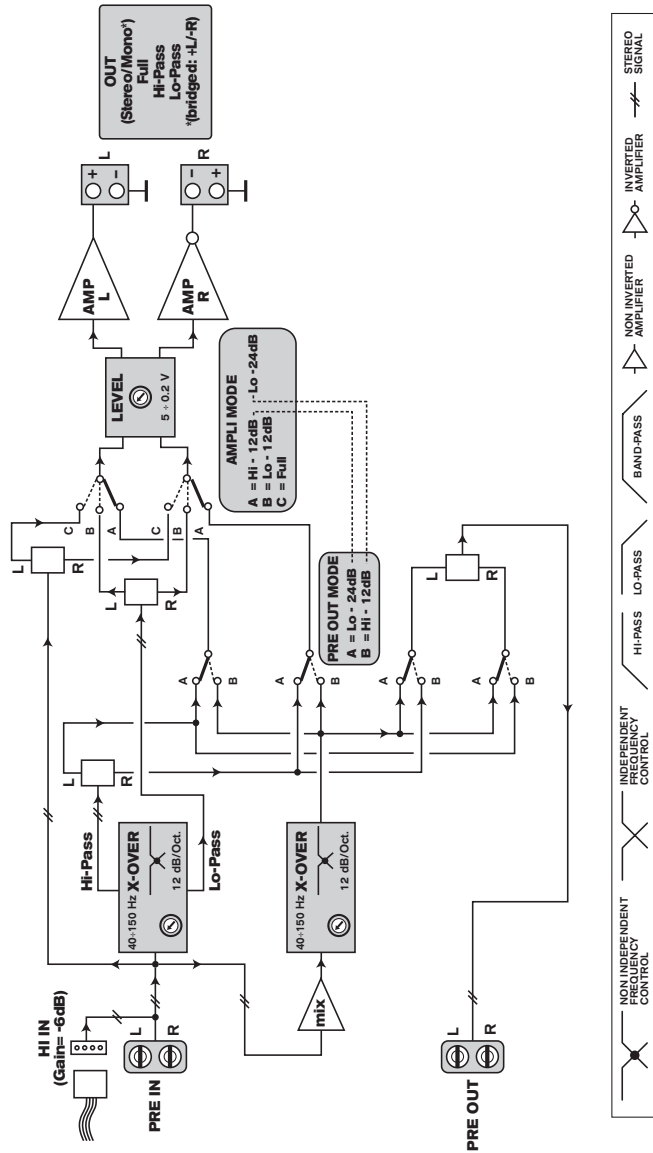 HI IN
(Gain= -6dB)
L
R
PRE IN
Hi-Pass
40÷150 Hz X-OVER
12 dB/Oct.
Lo-Pass
mix
40÷150 Hz X-OVER
12 dB/Oct.
L
R
L
R
L
R
C
B
A
C
B
A
A
B
A
B
A
B
A
B
L
R
PRE OUT MODE
A = Lo - 24dB
B = Hi - 12dB
AMPLI MODE
A = Hi - 12dB - Lo -24dB
B = Lo - 12dB
C = Full
LEVEL
5 ÷ 0.2 V
AMP
L
AMP
R
+
−
L
−
+
R
OUT
(Stereo/Mono*)
Full
Hi-Pass
Lo-Pass
*(bridged: +L/-R)
PRE OUT
L
R
NON INDEPENDENT
FREQUENCY
CONTROL
INDEPENDENT
FREQUENCY
CONTROL
HI-PASS
LO-PASS
BAND-PASS
NON INVERTED
AMPLIFIER
INVERTED
AMPLIFIER
STEREO
SIGNAL